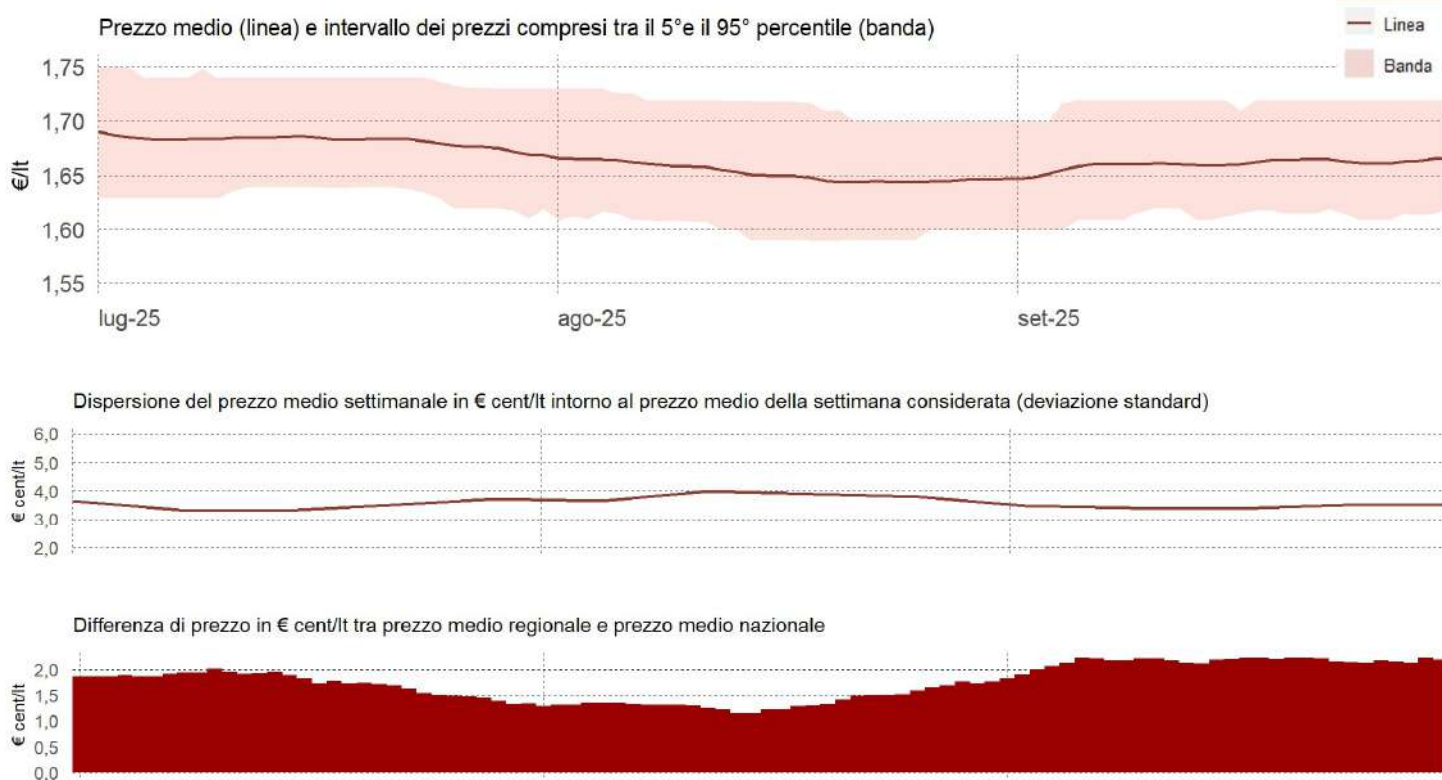 Prezzo medio (linea) e intervallo dei prezzi compresi tra il 5°e il 95° percentile (banda)
Linea
Banda
€/lt
1,75
1,70
1,65
1,60
1,55
lug-25 ago-25 set-25
Dispersione del prezzo medio settimanale in € cent/lt intorno al prezzo medio della settimana considerata (deviazione standard)
€ cent/lt
6,0
5,0
4,0
3,0
2,0
Differenza di prezzo in € cent/lt tra prezzo medio regionale e prezzo medio nazionale
€ cent/lt
2,0
1,5
1,0
0,5
0,0